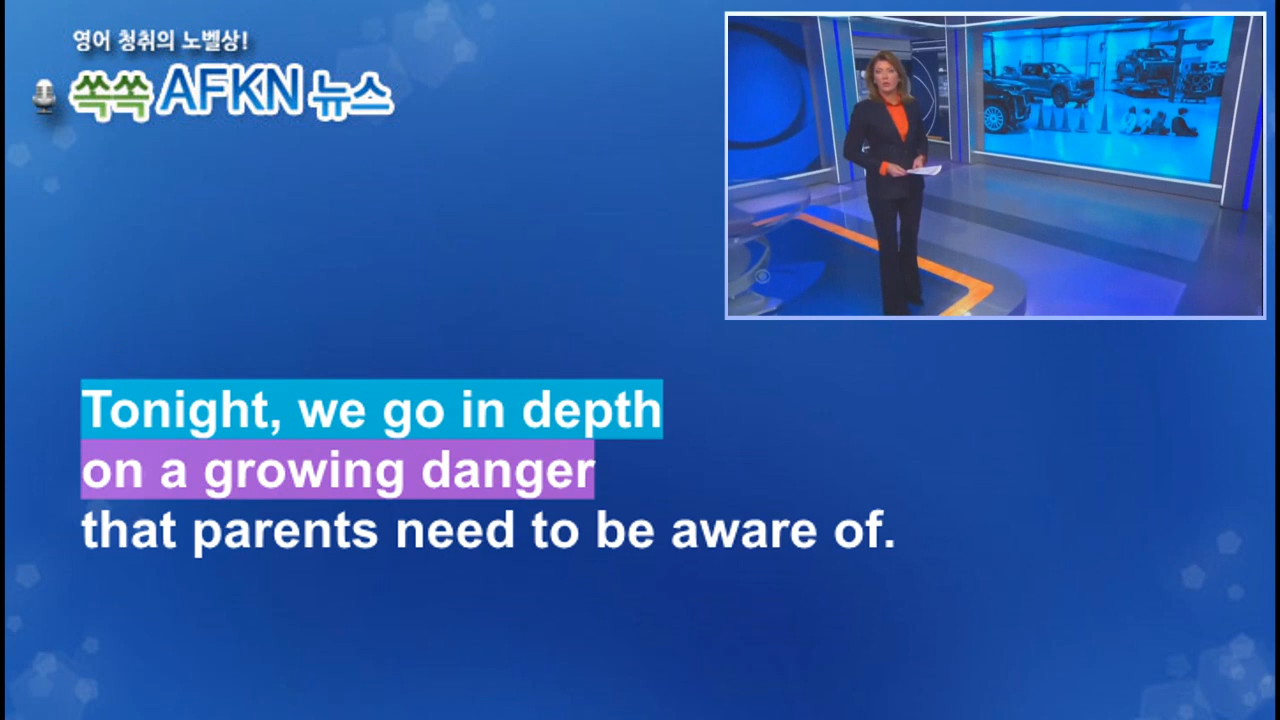 영어 청취의 노벨상!
쏙쏙 AFKN 뉴스
Tonight, we go in depth
on a growing danger
that parents need to be aware of.